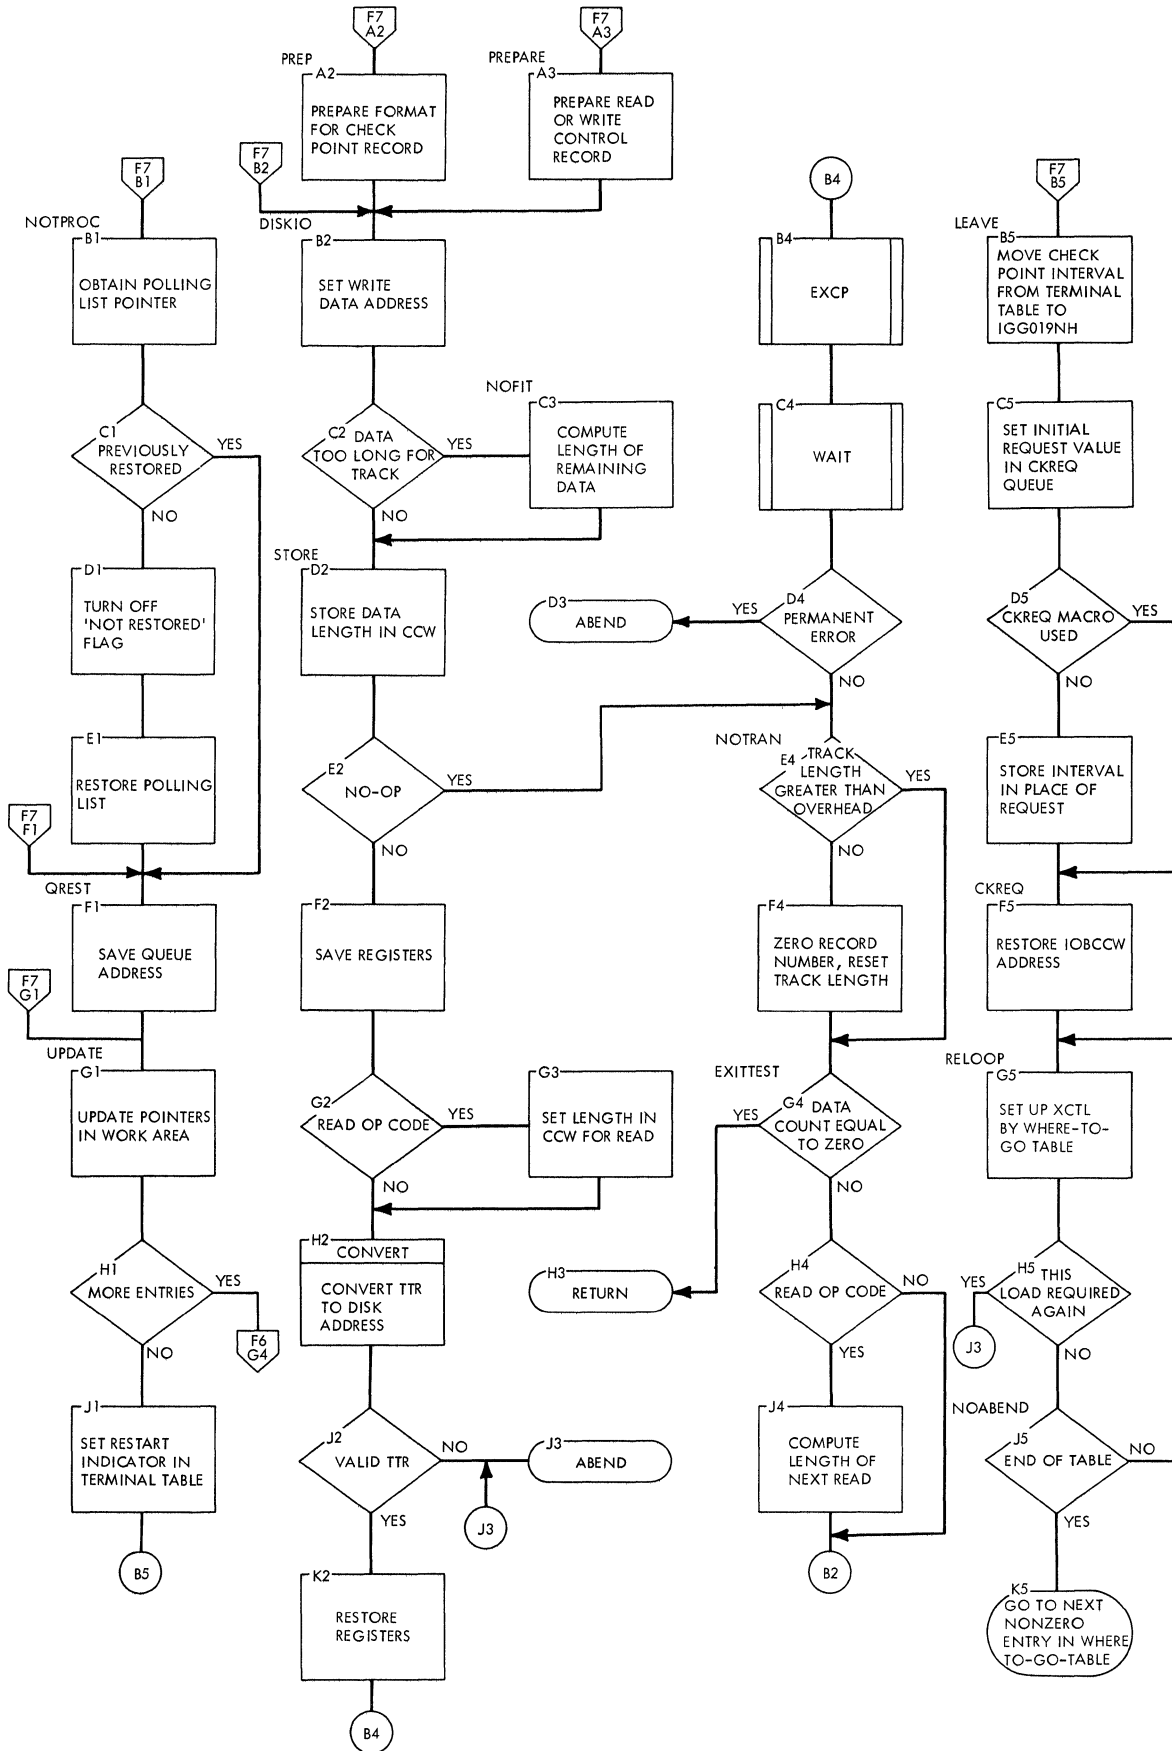 F7
A2
F7
A3
PREP
A2
PREPARE FORMAT
FOR CHECK
POINT RECORD
PREPARE
A3
PREPARE READ
OR WRITE
CONTROL
RECORD
F7
B1
F7
B2
DISKIO
B4
F7
B5
NOTPROC
B1
OBTAIN POLLING
LIST POINTER
B2
SET WRITE
DATA ADDRESS
B4
EXCP
LEAVE
B5
MOVE CHECK
POINT INTERVAL
FROM TERMINAL
TABLE TO
IGG019NH
C1
PREVIOUSLY
RESTORED
YES
NO
C2
DATA
TOO LONG FOR
TRACK
YES
NO
NOFIT
C3
COMPUTE
LENGTH OF
REMAINING
DATA
C4
WAIT
C5
SET INITIAL
REQUEST VALUE
IN CKREQ
QUEUE
D1
TURN OFF
'NOT RESTORED'
FLAG
STORE
D2
STORE DATA
LENGTH IN CCW
D3
ABEND
YES
D4
PERMANENT
ERROR
NO
D5
CKREQ MACRO
USED
YES
NO
E1
RESTORE POLLING
LIST
E2
NO-OP
YES
NO
NOTRAN
E4
TRACK
LENGTH
GREATER THAN
OVERHEAD
YES
NO
E5
STORE INTERVAL
IN PLACE OF
REQUEST
F7
F1
QREST
F1
SAVE QUEUE
ADDRESS
F2
SAVE REGISTERS
F4
ZERO RECORD
NUMBER, RESET
TRACK LENGTH
CKREQ
F5
RESTORE IOBCCW
ADDRESS
F7
G1
UPDATE
G1
UPDATE POINTERS
IN WORK AREA
G2
READ OP CODE
YES
NO
G3
SET LENGTH IN
CCW FOR READ
EXITTEST
YES
G4
DATA
COUNT EQUAL
TO ZERO
NO
RELOOP
G5
SET UP XCTL
BY WHERE-TO-
GO TABLE
H1
MORE ENTRIES
YES
NO
F6
G4
H2
CONVERT
CONVERT TTR
TO DISK
ADDRESS
H3
RETURN
H4
READ OP CODE
NO
YES
YES
H5
THIS
LOAD REQUIRED
AGAIN
NO
J3
J1
SET RESTART
INDICATOR IN
TERMINAL TABLE
J2
VALID TTR
NO
YES
J3
ABEND
J3
J4
COMPUTE
LENGTH OF
NEXT READ
NOABEND
J5
END OF TABLE
NO
YES
B5
K2
RESTORE
REGISTERS
B2
K5
GO TO NEXT
NONZERO
ENTRY IN WHERE
TO-GO-TABLE
B4